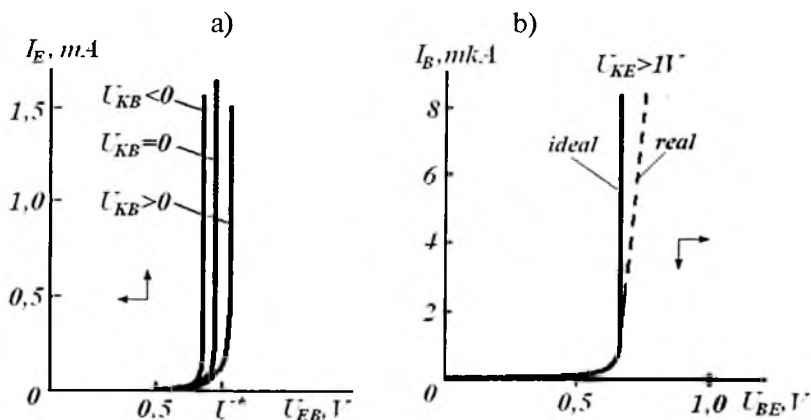 a)
I_E, mA
1,5
1,0
0,5
0
U_KB<0
U_KB=0
U_KB>0
0,5
U*
U_EB, V
b)
I_B, mkA
8
6
4
2
0
U_KE>1V
ideal
real
0,5
1,0
U_BE, V